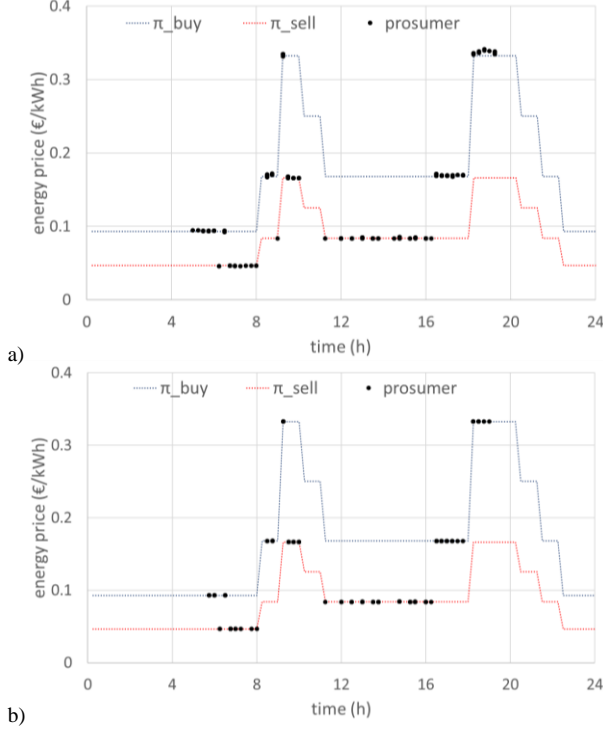 0.4
π_buy π_sell prosumer
0.3
0.2
0.1
0
energy price (€/kWh)
0 4 8 12 16 20 24
time (h)
a)
0.4
π_buy π_sell prosumer
0.3
0.2
0.1
0
energy price (€/kWh)
0 4 8 12 16 20 24
time (h)
b)